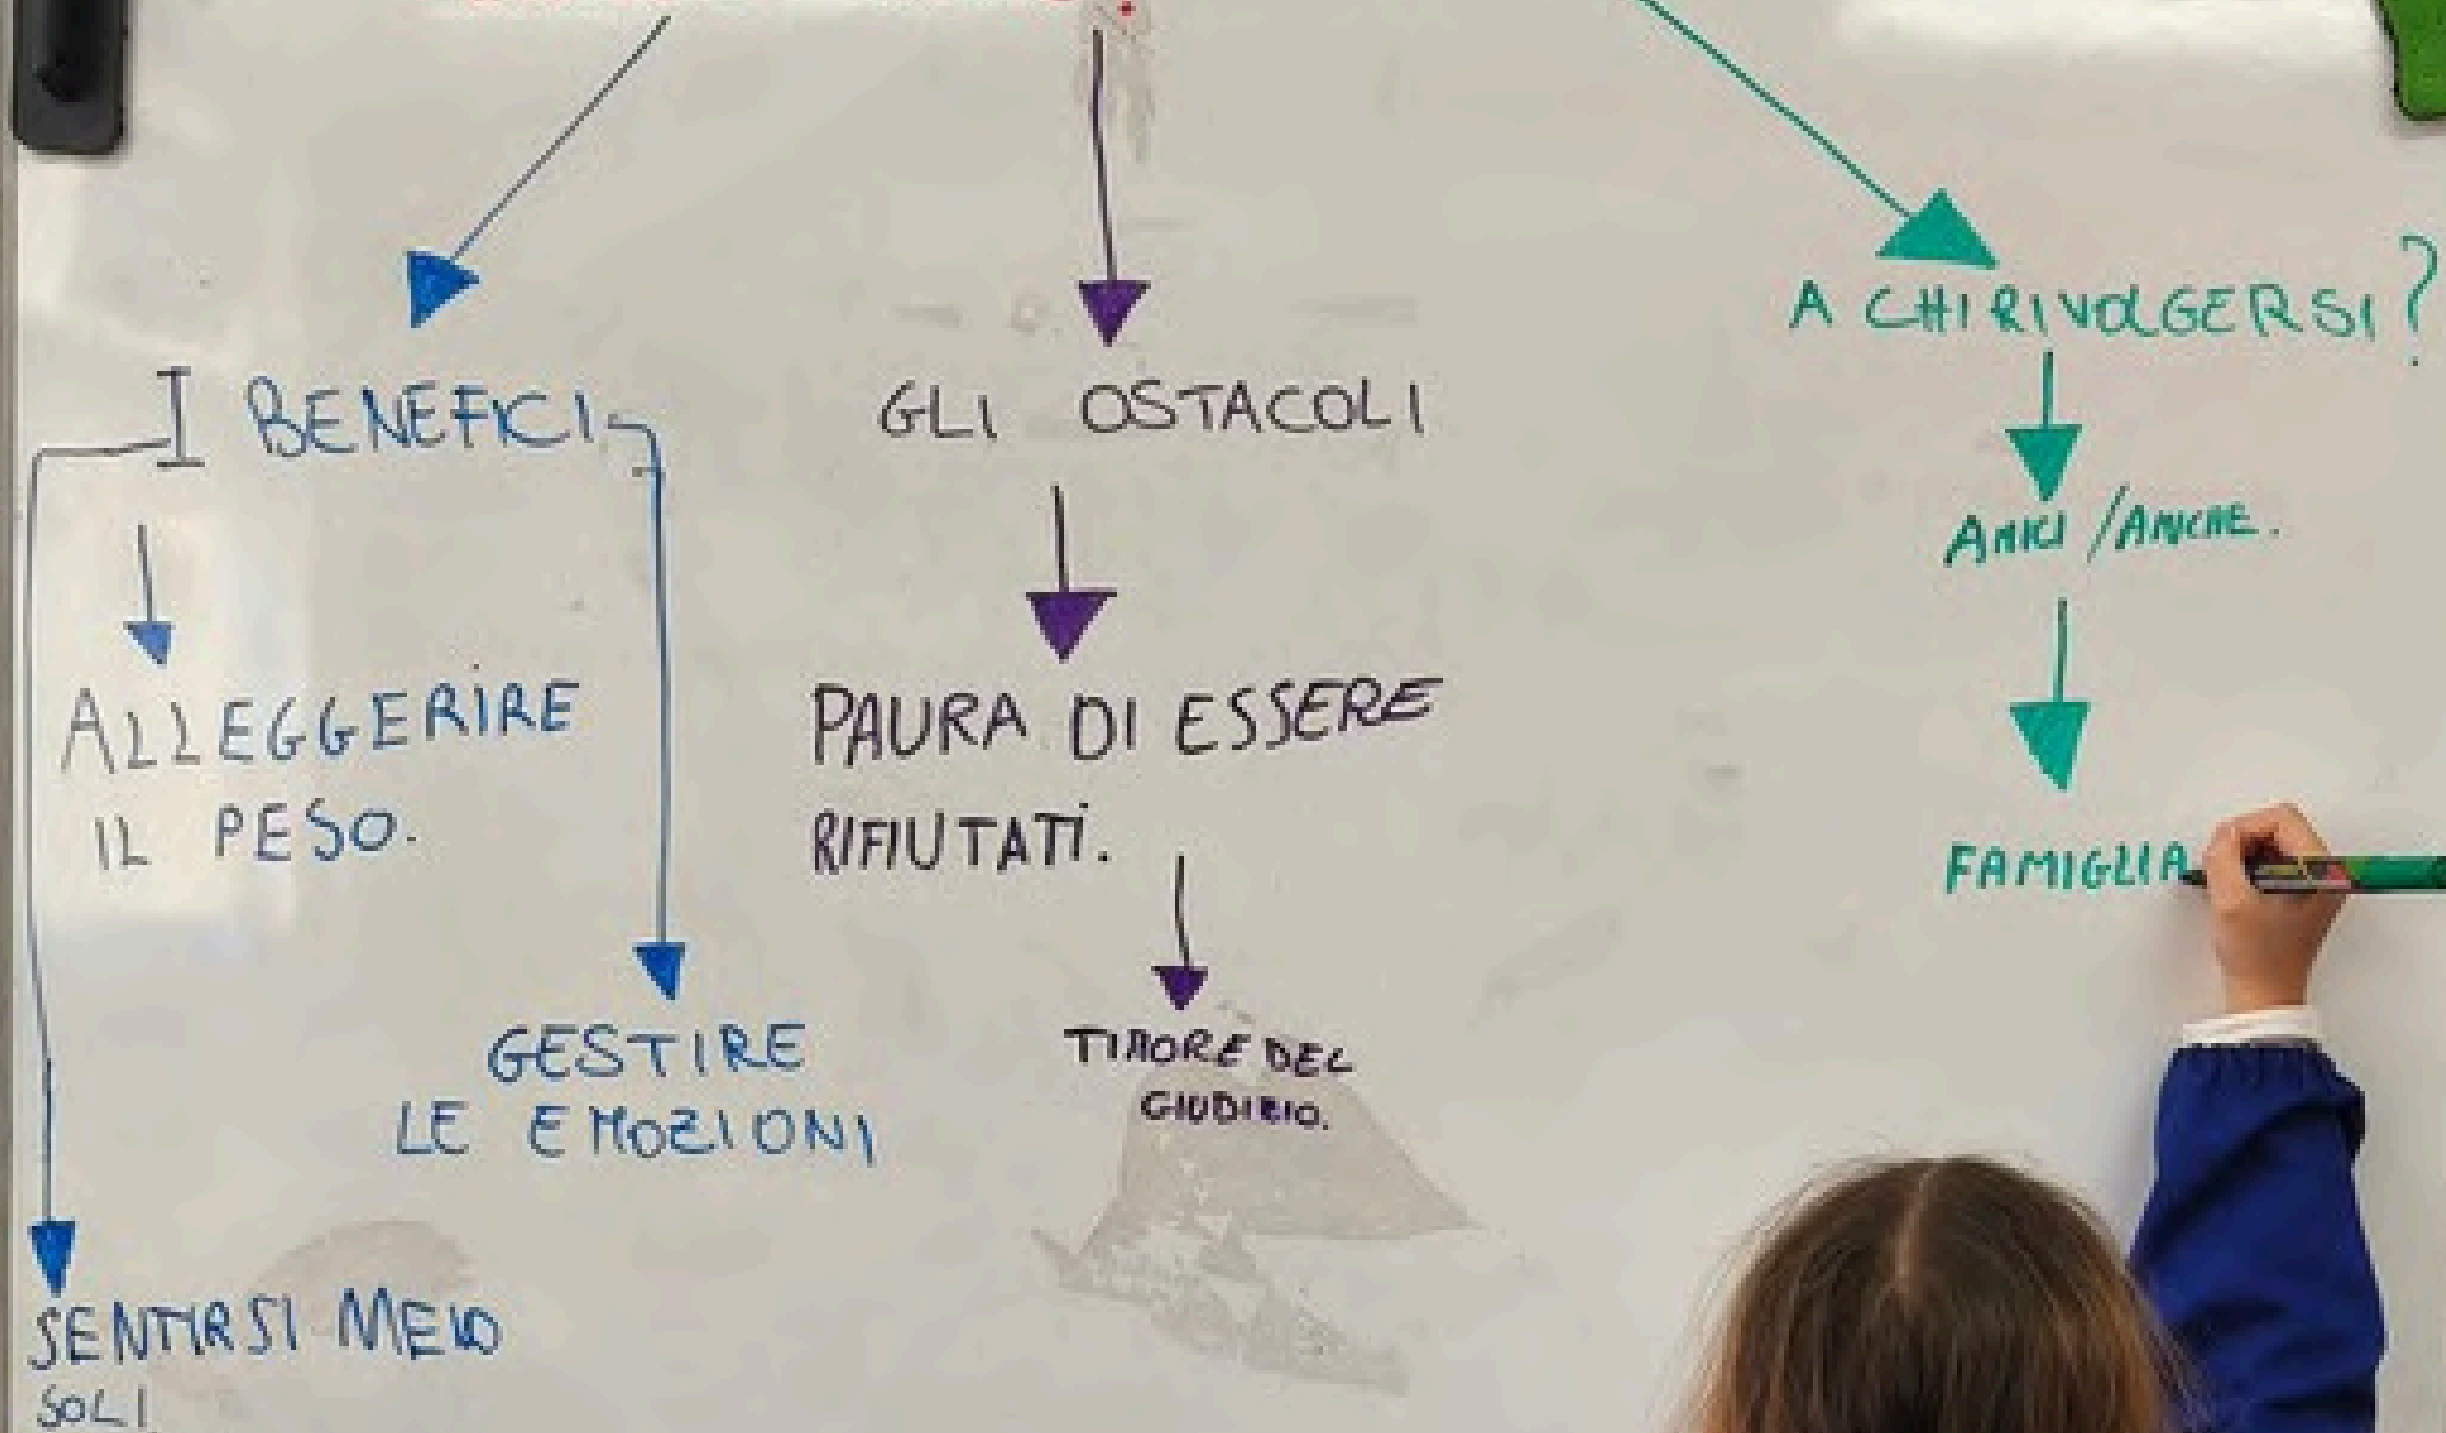 I BENEFICI
ALLEGGERIRE
IL PESO.
GESTIRE
LE EMOZIONI
SENTIRSI MENO
SOLI
GLI OSTACOLI
PAURA DI ESSERE
RIFIUTATI.
TIMORE DEL
GIUDIZIO.
A CHI RIVOLGERSI?
AMICI / AMICHE.
FAMIGLIA